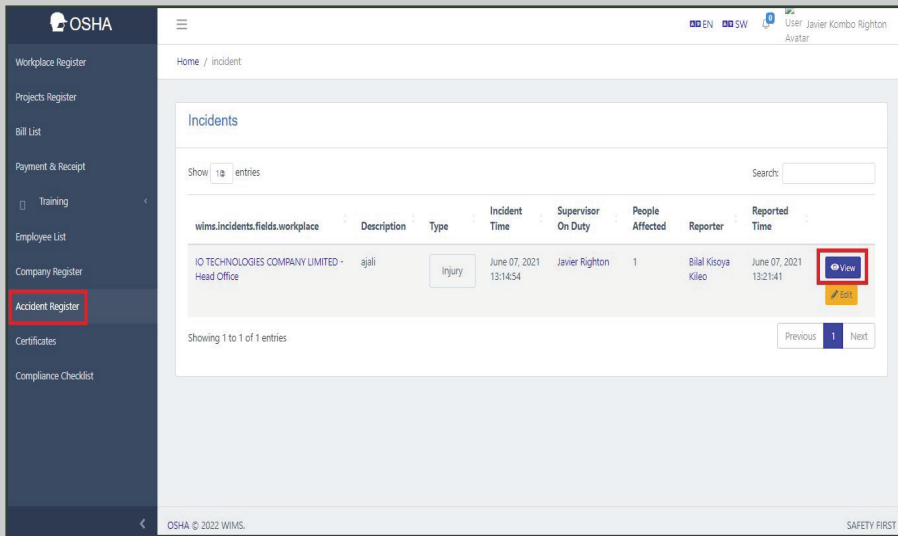 OSHA
EN SW 0 User Avatar Javier Kombo Righton
Workplace Register
Projects Register
Bill List
Payment & Receipt
Training
Employee List
Company Register
Accident Register
Certificates
Compliance Checklist
Home / incident
Incidents
Show 10 entries
Search:
wims.incidents.fields.workplace Description Type Incident Time Supervisor On Duty People Affected Reporter Reported Time
IO TECHNOLOGIES COMPANY LIMITED - Head Office ajali Injury June 07, 2021 13:14:54 Javier Righton 1 Bilal Kisoya Kileo June 07, 2021 13:21:41 View
Edit
Showing 1 to 1 of 1 entries
Previous 1 Next
OSHA © 2022 WIMS.
SAFETY FIRST